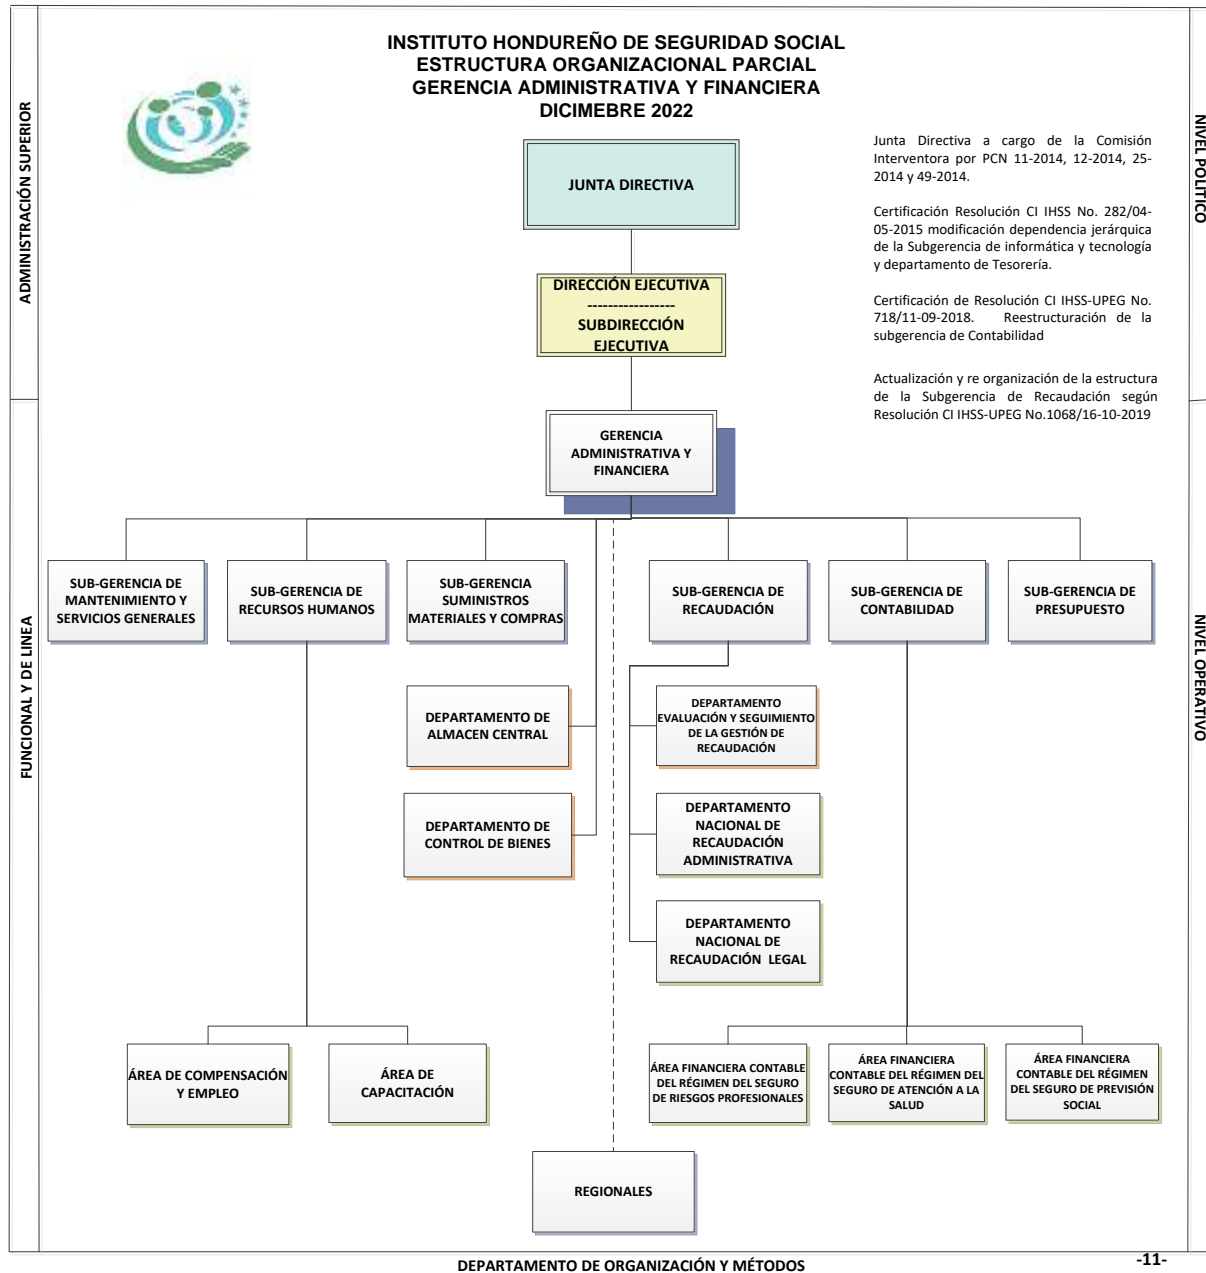 INSTITUTO HONDUREÑO DE SEGURIDAD SOCIAL
ESTRUCTURA ORGANIZACIONAL PARCIAL
GERENCIA ADMINISTRATIVA Y FINANCIERA
DICIMEBRE 2022
ADMINISTRACIÓN SUPERIOR
NIVEL POLITICO
JUNTA DIRECTIVA
Junta Directiva a cargo de la Comisión
Interventora por PCN 11-2014, 12-2014, 25-
2014 y 49-2014.
Certificación Resolución CI IHSS No. 282/04-
05-2015 modificación dependencia jerárquica
de la Subgerencia de informática y tecnología
y departamento de Tesorería.
Certificación de Resolución CI IHSS-UPEG No.
718/11-09-2018. Reestructuración de la
subgerencia de Contabilidad
Actualización y re organización de la estructura
de la Subgerencia de Recaudación según
Resolución CI IHSS-UPEG No.1068/16-10-2019
DIRECCIÓN EJECUTIVA
-----------------
SUBDIRECCIÓN
EJECUTIVA
GERENCIA
ADMINISTRATIVA Y
FINANCIERA
FUNCIONAL Y DE LINEA
NIVEL OPERATIVO
SUB-GERENCIA DE
MANTENIMIENTO Y
SERVICIOS GENERALES
SUB-GERENCIA DE
RECURSOS HUMANOS
SUB-GERENCIA
SUMINISTROS
MATERIALES Y COMPRAS
SUB-GERENCIA DE
RECAUDACIÓN
SUB-GERENCIA DE
CONTABILIDAD
SUB-GERENCIA DE
PRESUPUESTO
DEPARTAMENTO DE
ALMACEN CENTRAL
DEPARTAMENTO
EVALUACIÓN Y SEGUIMIENTO
DE LA GESTIÓN DE
RECAUDACIÓN
DEPARTAMENTO DE
CONTROL DE BIENES
DEPARTAMENTO
NACIONAL DE
RECAUDACIÓN
ADMINISTRATIVA
DEPARTAMENTO
NACIONAL DE
RECAUDACIÓN LEGAL
ÁREA DE COMPENSACIÓN
Y EMPLEO
ÁREA DE
CAPACITACIÓN
ÁREA FINANCIERA CONTABLE
DEL RÉGIMEN DEL SEGURO
DE RIESGOS PROFESIONALES
ÁREA FINANCIERA
CONTABLE DEL RÉGIMEN DEL
SEGURO DE ATENCIÓN A LA
SALUD
ÁREA FINANCIERA
CONTABLE DEL RÉGIMEN
DEL SEGURO DE PREVISIÓN
SOCIAL
REGIONALES
DEPARTAMENTO DE ORGANIZACIÓN Y MÉTODOS
-11-